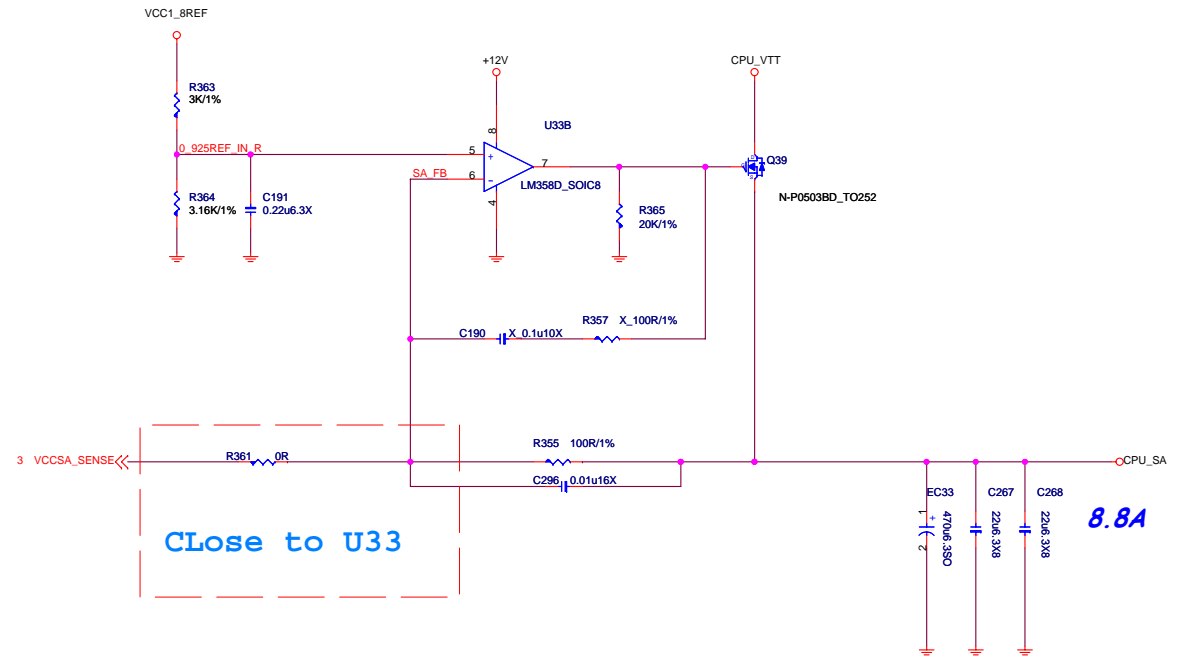 VCC1_8REF
+12V
CPU_VTT
R363
3K/1%
8
U33B
0_925REF_IN_R
5
+
7
Q39
SA_FB
6
-
LM358D_SOIC8
R364
3.16K/1%
C191
0.22u6.3X
4
N-P0503BD_TO252
R365
20K/1%
R357 X_100R/1%
C190 X_0.1u10X
R355 100R/1%
3 VCCSA_SENSE
R361 0R
CPU_SA
C296 0.01u16X
EC33
C267
C268
1
+
2
470u6.3SO
22u6.3X8
22u6.3X8
8.8A
CLose to U33